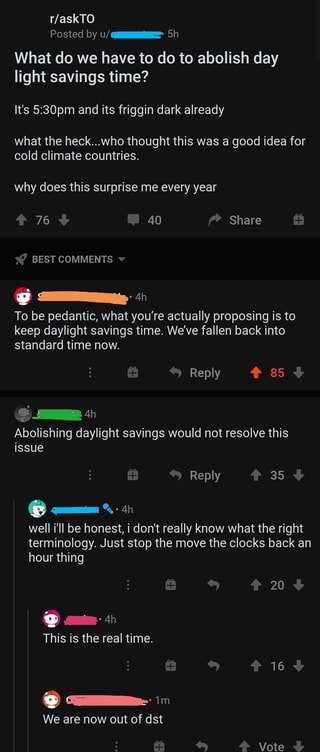 r/askTO
Posted by u/ 5h
What do we have to do to abolish day
light savings time?
It's 5:30pm and its friggin dark already
what the heck...who thought this was a good idea for
cold climate countries.
why does this surprise me every year
76 40 Share
BEST COMMENTS
4h
To be pedantic, what you're actually proposing is to
keep daylight savings time. We've fallen back into
standard time now.
Reply 85
4h
Abolishing daylight savings would not resolve this
issue
Reply 35
4h
well i'll be honest, i don't really know what the right
terminology. Just stop the move the clocks back an
hour thing
20
4h
This is the real time.
16
1m
We are now out of dst
Vote